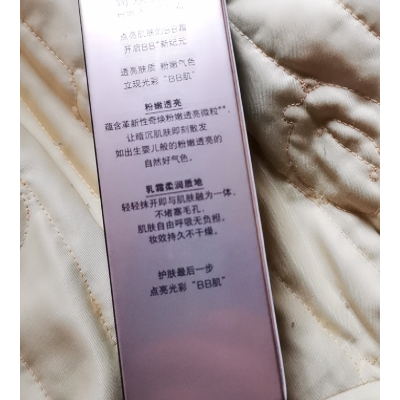 点亮肌肤的BB霜
开启BB⁺新纪元
透亮肤质 粉嫩气色
立现光彩 "BB肌"
粉嫩透亮
蕴含革新性奇焕粉嫩透亮微粒⁺⁺,
让暗沉肌肤即刻散发
如出生婴儿般的粉嫩透亮的
自然好气色。
乳霜柔润质地
轻轻抹开即与肌肤融为一体,
不堵塞毛孔,
肌肤自由呼吸无负担,
妆效持久不干燥。
护肤最后一步
点亮光彩 "BB肌"